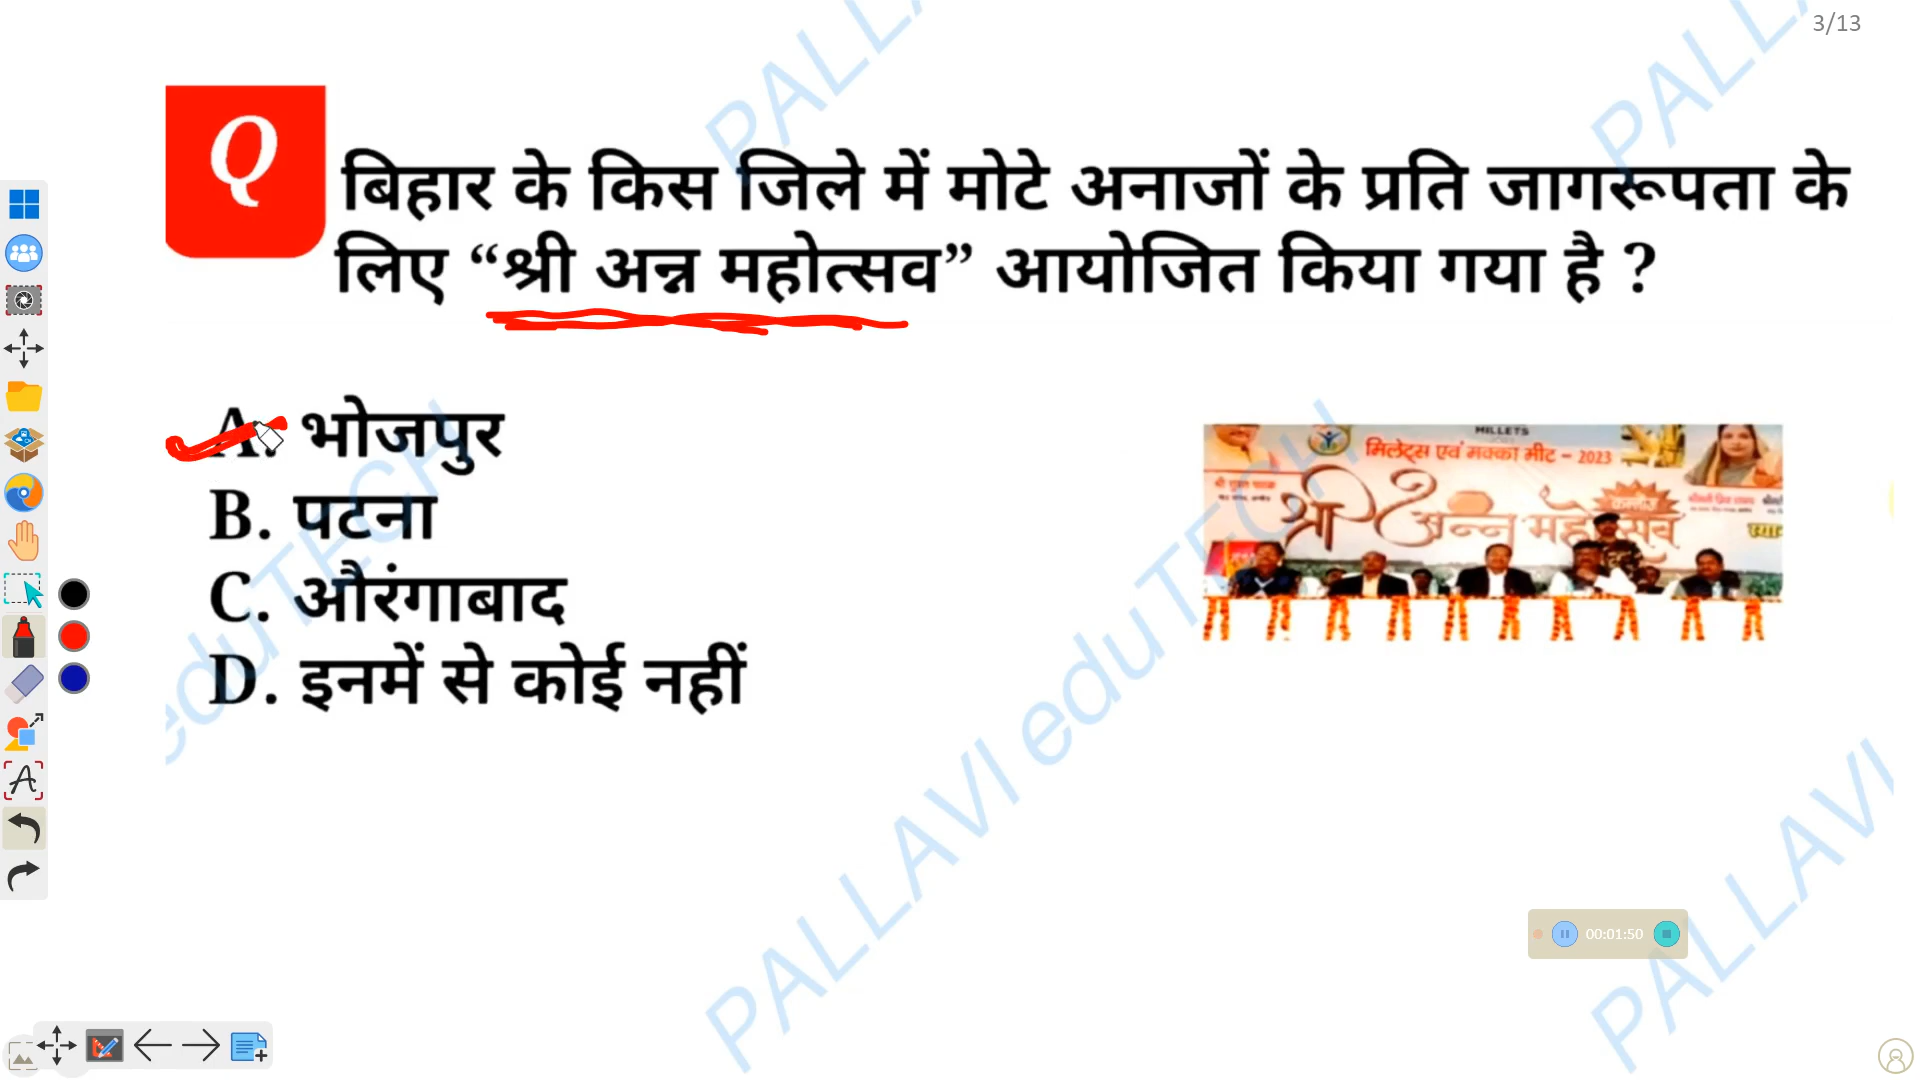 3/13
Q
बिहार के किस जिले में मोटे अनाजों के प्रति जागरूपता के
लिए “श्री अन्न महोत्सव” आयोजित किया गया है ?
A. भोजपुर
B. पटना
C. औरंगाबाद
D. इनमें से कोई नहीं
MILLETS
मिलेट्स एवं मक्का मीट - 2023
श्री अन्न महोत्सव
PALLAVI eduTECH
00:01:50